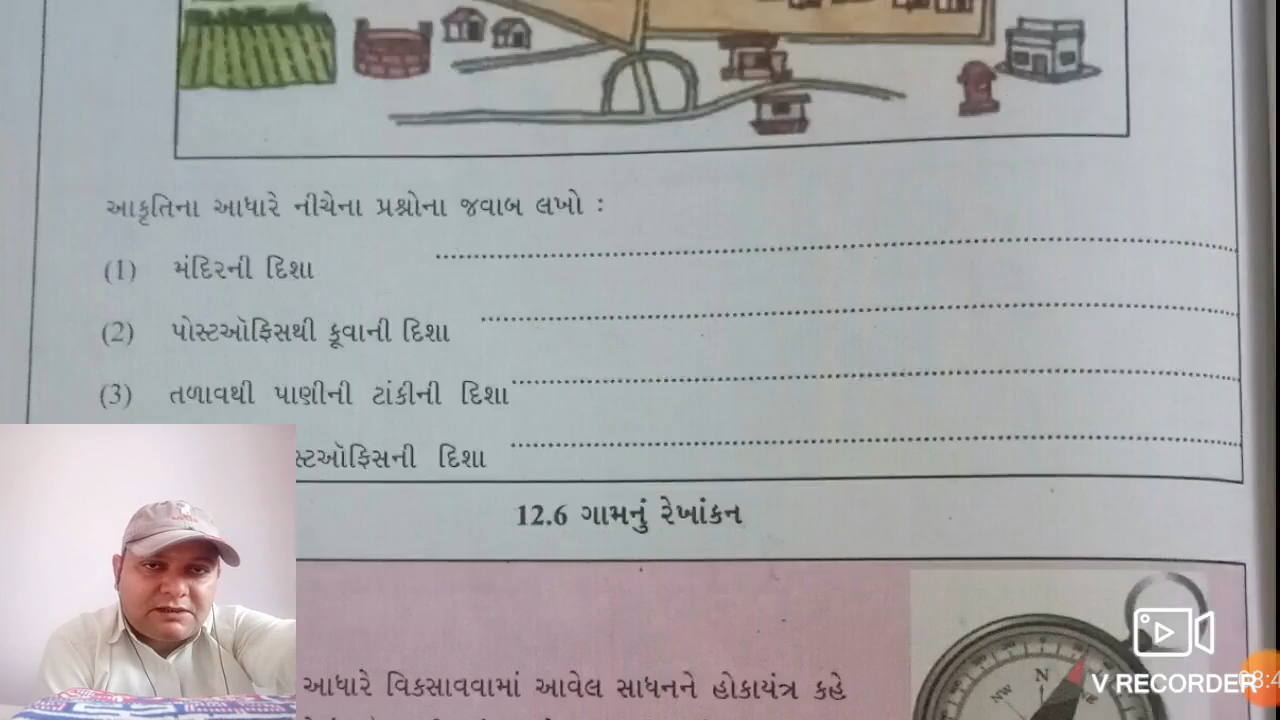 આકૃતિના આધારે નીચેના પ્રશ્નોના જવાબ લખો :
(1) મંદિરની દિશા
(2) પોસ્ટઑફિસથી કૂવાની દિશા
(3) તળાવથી પાણીની ટાંકીની દિશા
સ્ટઑફિસની દિશા
12.6 ગામનું રેખાંકન
આધારે વિકસાવવામાં આવેલ સાધનને હોકાયંત્ર કહે
N
NW
V RECORDER